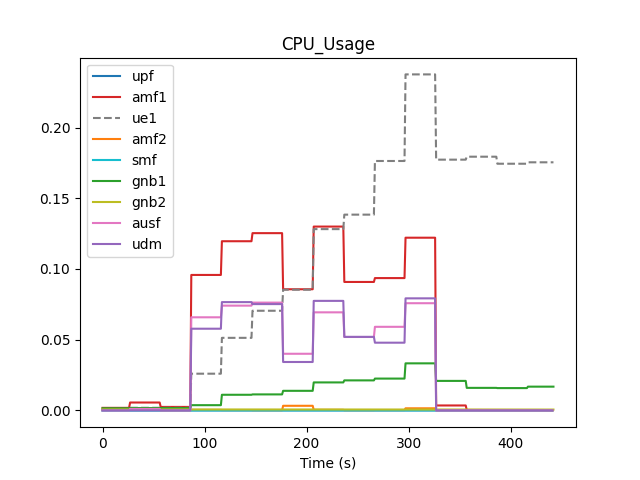 CPU_Usage
upf
amf1
ue1
amf2
smf
gnb1
gnb2
ausf
udm
0.20
0.15
0.10
0.05
0.00
0 100 200 300 400
Time (s)